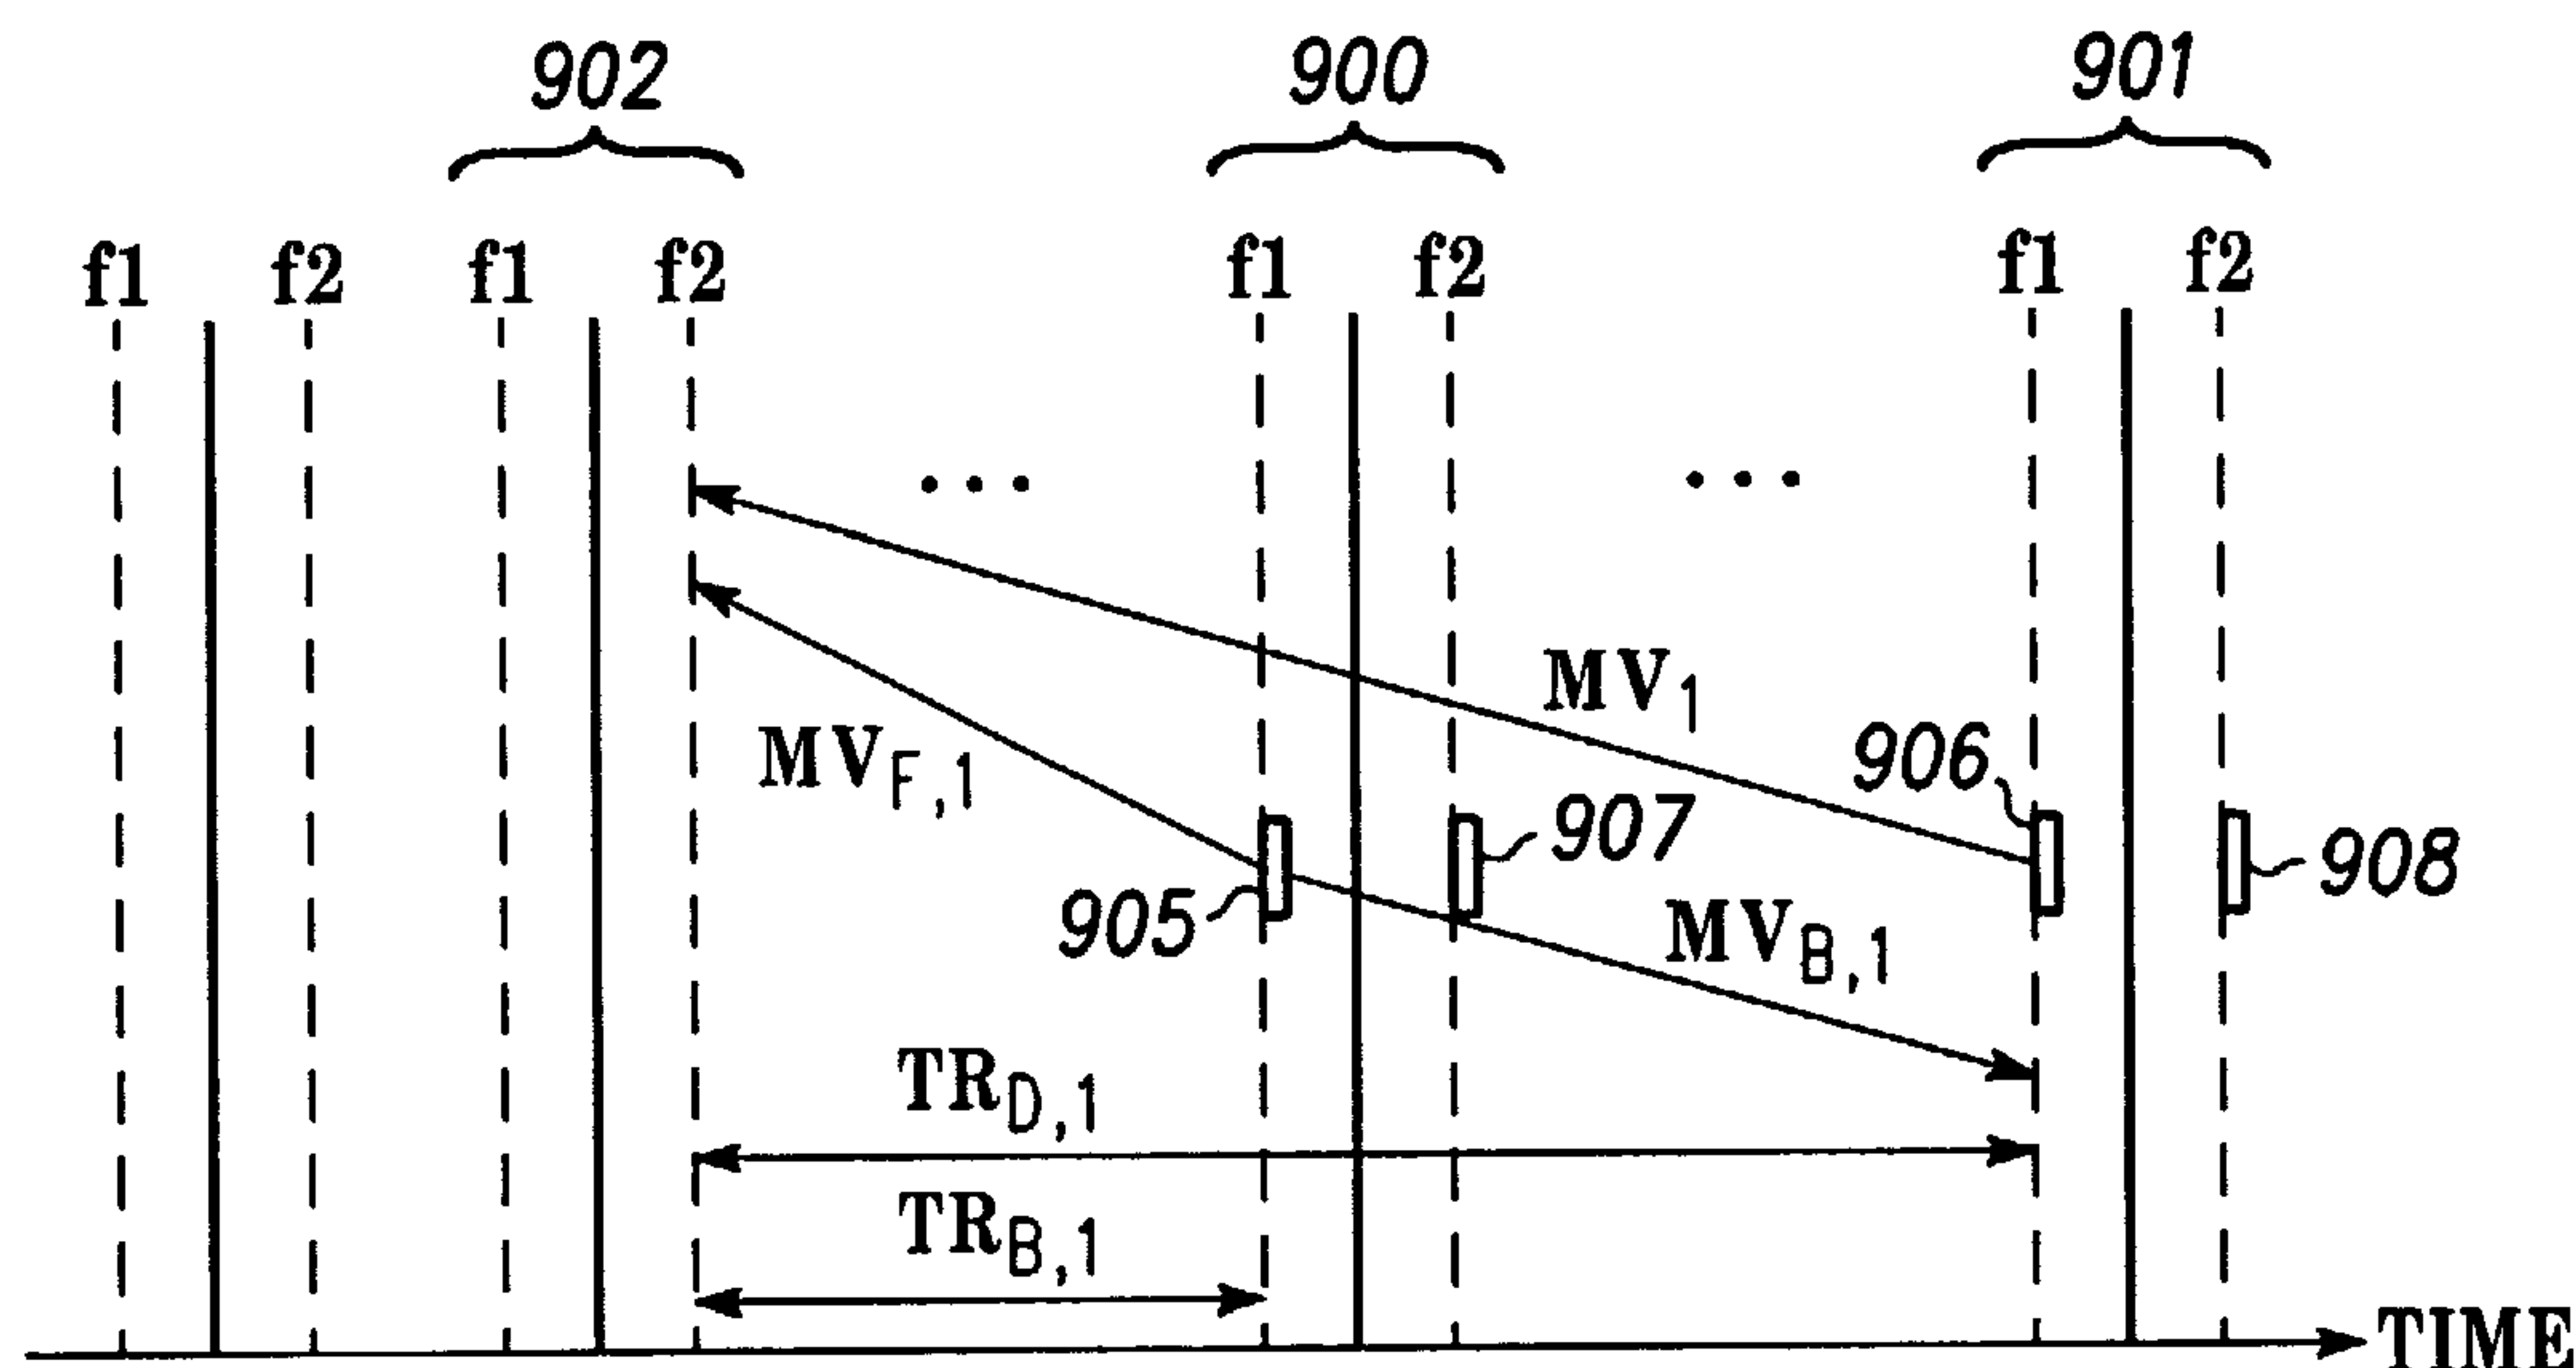 902 900 901
f1 f2 f1 f2 f1 f2 f1 f2
• • • • • •
MV1
MVF,1
906
907
908
905
MVB,1
TRD,1
TRB,1
TIME